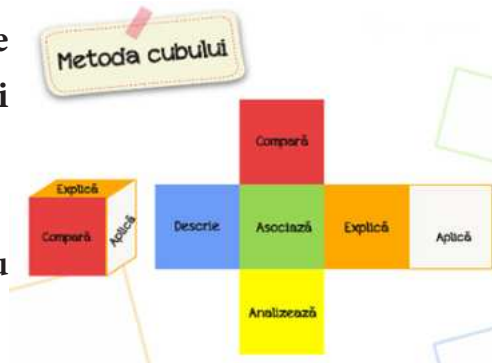 e
Metoda cubului
i
Compară
Explică
Compară
Aplică
Descrie
Asociază
Explică
Aplică
u
Analizează